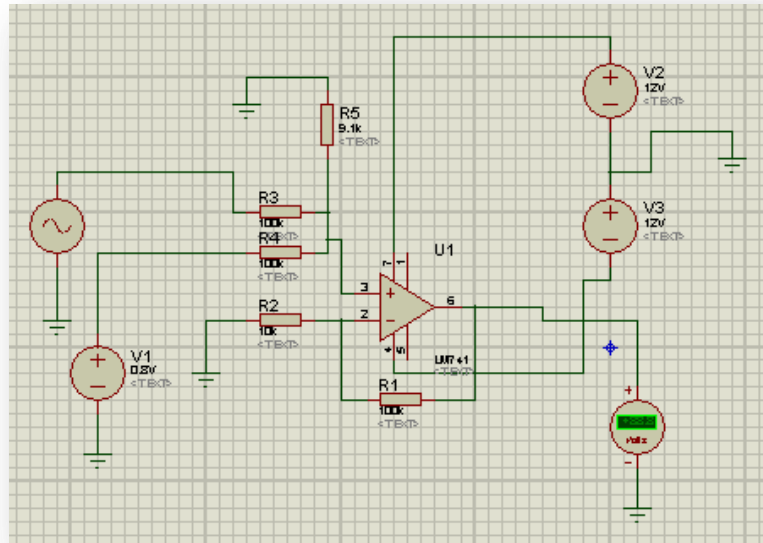 V2
12V
<TEXT>
R5
9.1k
<TEXT>
R3
100k
<TEXT>
V3
12V
<TEXT>
R4
100k
<TEXT>
U1
7
1
3
+
6
R2
10k
<TEXT>
2
−
4
5
LM741
<TEXT>
V1
0.8V
<TEXT>
R1
100k
<TEXT>
+
Volts
-